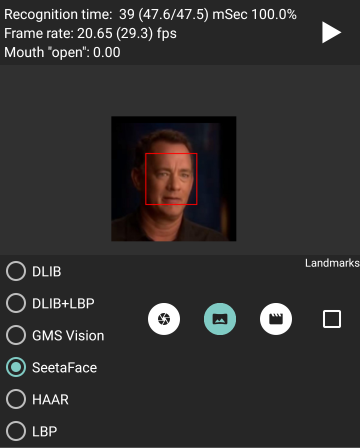 Recognition time:  39 (47.6/47.5) mSec 100.0%
Frame rate: 20.65 (29.3) fps
Mouth "open": 0.00
Landmarks
DLIB
DLIB+LBP
GMS Vision
SeetaFace
HAAR
LBP